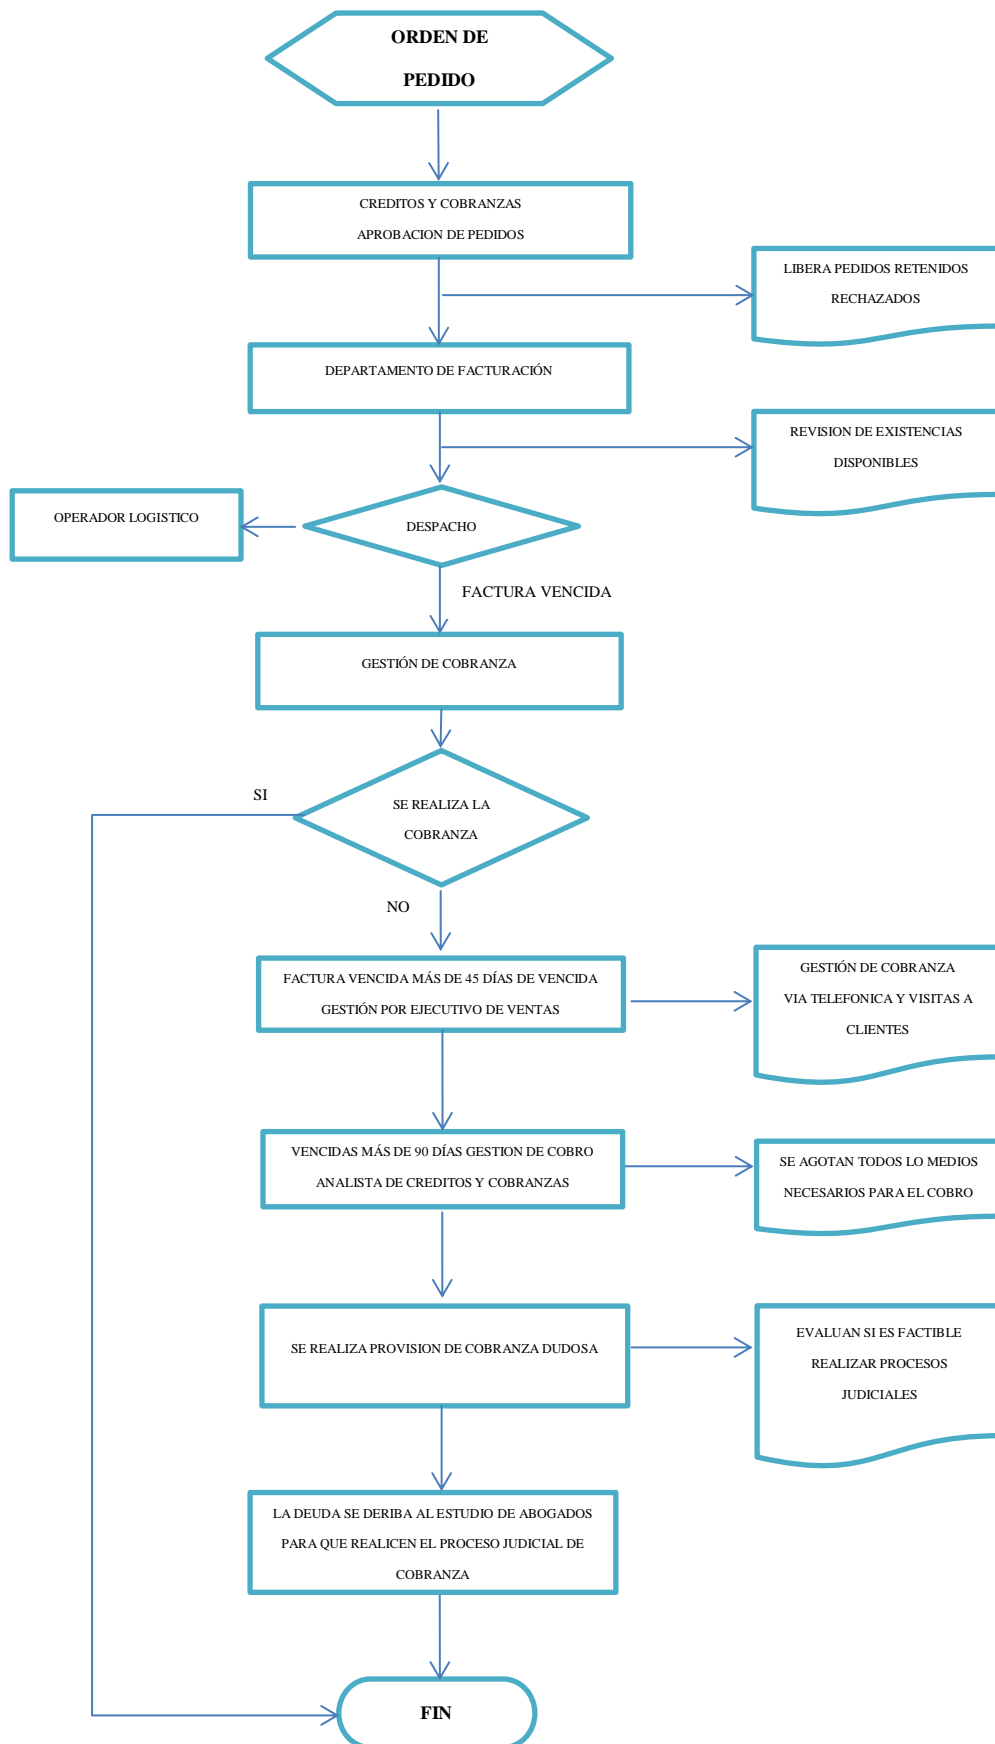 ORDEN DE
PEDIDO
CREDITOS Y COBRANZAS
APROBACION DE PEDIDOS
LIBERA PEDIDOS RETENIDOS
RECHAZADOS
DEPARTAMENTO DE FACTURACIÓN
REVISION DE EXISTENCIAS
DISPONIBLES
OPERADOR LOGISTICO
DESPACHO
FACTURA VENCIDA
GESTIÓN DE COBRANZA
SI
SE REALIZA LA
COBRANZA
NO
FACTURA VENCIDA MÁS DE 45 DÍAS DE VENCIDA
GESTIÓN POR EJECUTIVO DE VENTAS
GESTIÓN DE COBRANZA
VIA TELEFONICA Y VISITAS A
CLIENTES
VENCIDAS MÁS DE 90 DÍAS GESTION DE COBRO
ANALISTA DE CREDITOS Y COBRANZAS
SE AGOTAN TODOS LO MEDIOS
NECESARIOS PARA EL COBRO
SE REALIZA PROVISION DE COBRANZA DUDOSA
EVALUAN SI ES FACTIBLE
REALIZAR PROCESOS
JUDICIALES
LA DEUDA SE DERIBA AL ESTUDIO DE ABOGADOS
PARA QUE REALICEN EL PROCESO JUDICIAL DE
COBRANZA
FIN